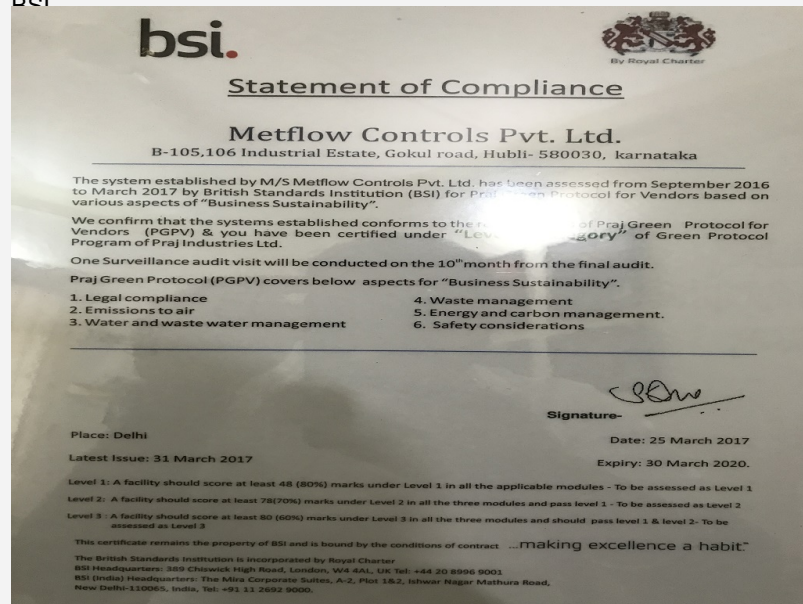 BSI
bsi.
By Royal Charter
Statement of Compliance
Metflow Controls Pvt. Ltd.
B-105,106 Industrial Estate, Gokul road, Hubli- 580030, karnataka
The system established by M/S Metflow Controls Pvt. Ltd. has been assessed from September 2016
to March 2017 by British Standards Institution (BSI) for Praj Green Protocol for Vendors based on
various aspects of "Business Sustainability".
We confirm that the systems established conforms to the of Praj Green Protocol for
Vendors (PGPV) & you have been certified under of Green Protocol
Program of Praj Industries Ltd.
One Surveillance audit visit will be conducted on the 10th month from the final audit.
Praj Green Protocol (PGPV) covers below aspects for "Business Sustainability".
1. Legal compliance
2. Emissions to air
3. Water and waste water management
4. Waste management
5. Energy and carbon management.
6. Safety considerations
Signature-
Place: Delhi
Date: 25 March 2017
Latest Issue: 31 March 2017
Expiry: 30 March 2020.
Level 1: A facility should score at least 48 (80%) marks under Level 1 in all the applicable modules - To be assessed as Level 1
Level 2: A facility should score at least 78(70%) marks under Level 2 in all the three modules and pass level 1 - To be assessed as Level 2
Level 3 : A facility should score at least 80 (60%) marks under Level 3 in all the three modules and should pass level 1 & level 2- To be
assessed as Level 3
This certificate remains the property of BSI and is bound by the conditions of contract ...making excellence a habit."
The British Standards Institution is incorporated by Royal Charter
BSI Headquarters: 389 Chiswick High Road, London, W4 4AL, UK Tel: +44 20 8996 9001
BSI (India) Headquarters: The Mira Corporate Suites, A-2, Plot 1&2, Ishwar Nagar Mathura Road,
New Delhi-110065, India, Tel: +91 11 2692 9000.